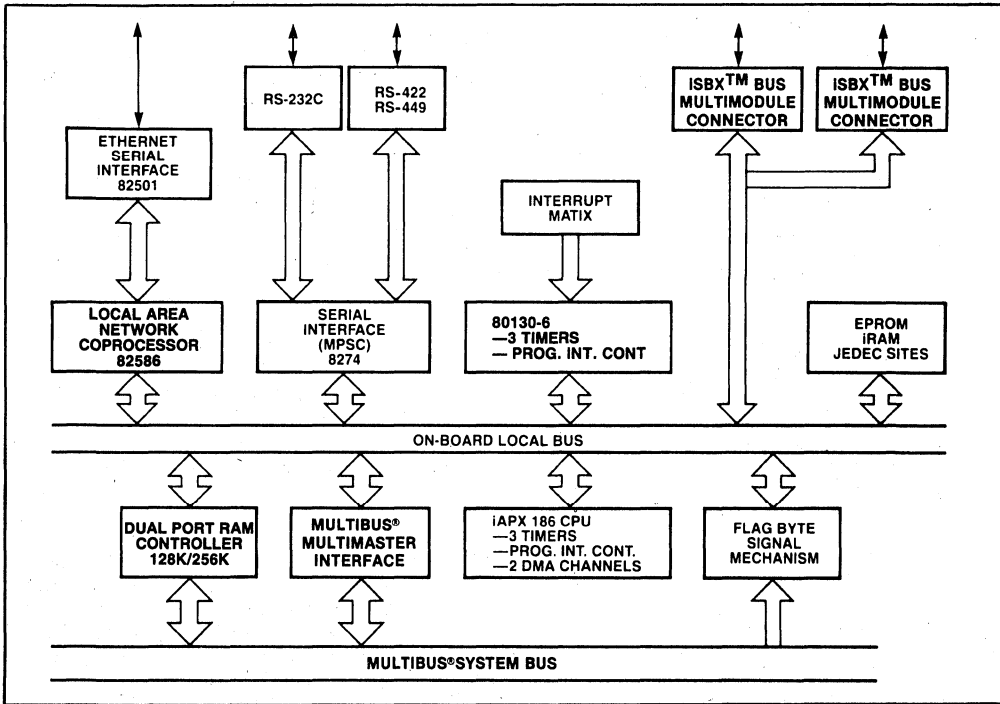 RS-232C
RS-422
RS-449
iSBX™ BUS
MULTIMODULE
CONNECTOR
iSBX™ BUS
MULTIMODULE
CONNECTOR
ETHERNET
SERIAL
INTERFACE
82501
INTERRUPT
MATIX
LOCAL AREA
NETWORK
COPROCESSOR
82586
SERIAL
INTERFACE
(MPSC)
8274
80130-6
—3 TIMERS
— PROG. INT. CONT
EPROM
iRAM
JEDEC SITES
ON-BOARD LOCAL BUS
DUAL PORT RAM
CONTROLLER
128K/256K
MULTIBUS®
MULTIMASTER
INTERFACE
iAPX 186 CPU
—3 TIMERS
—PROG. INT. CONT.
—2 DMA CHANNELS
FLAG BYTE
SIGNAL
MECHANISM
MULTIBUS®SYSTEM BUS